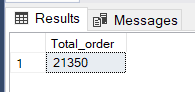 Results Messages
Total_order
1 21350